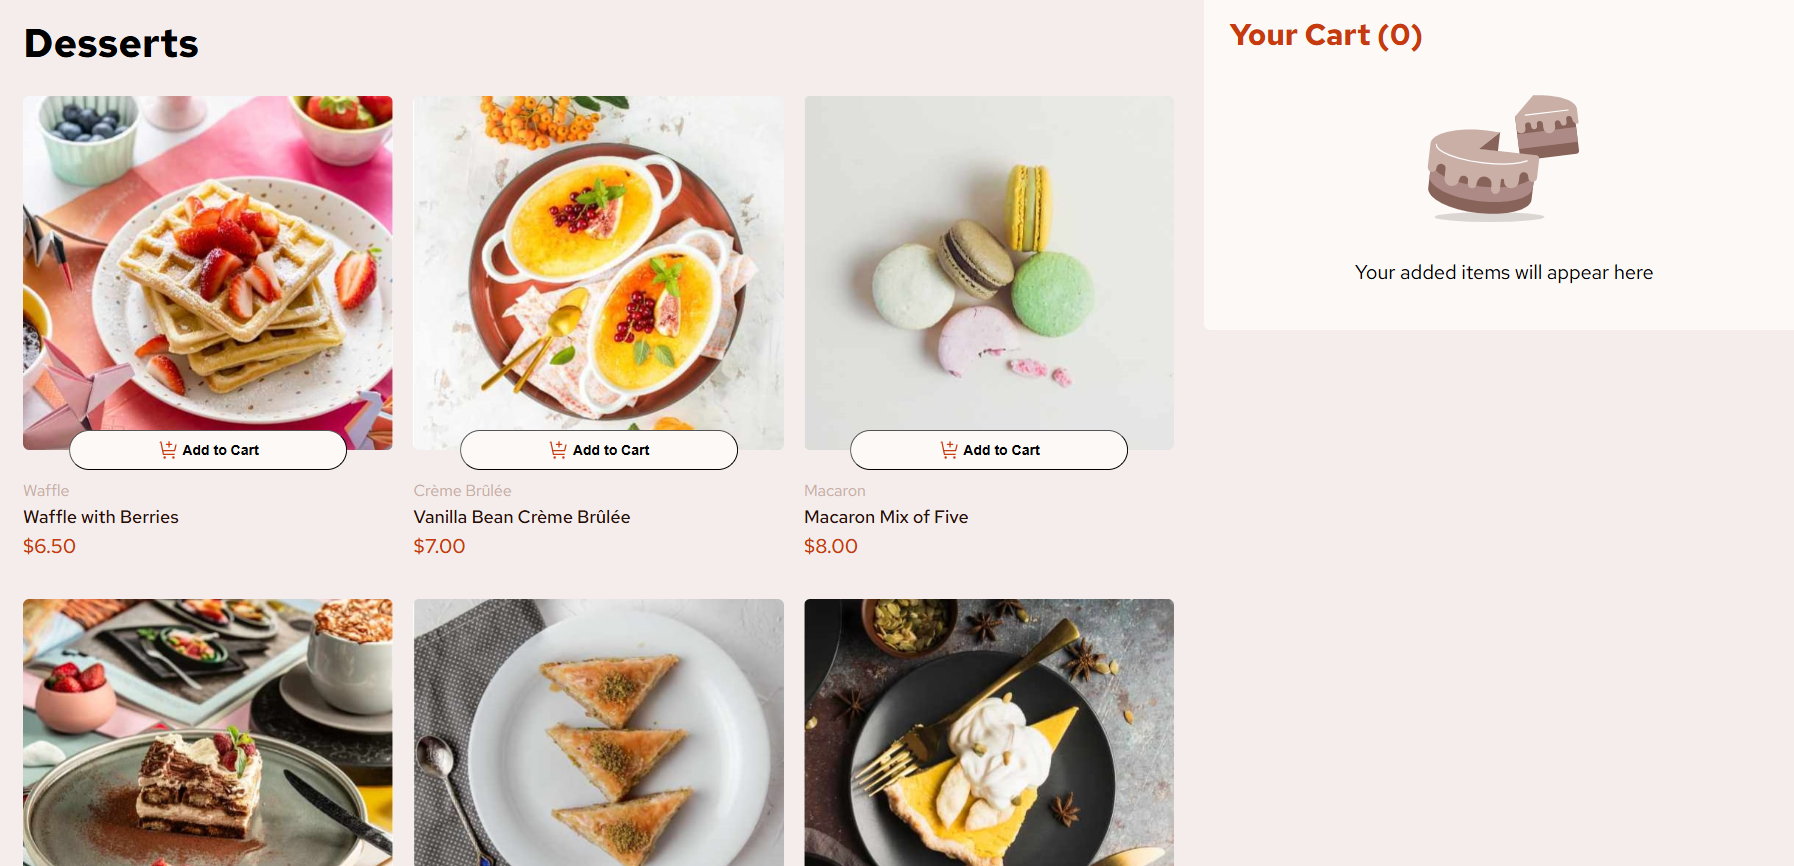 Desserts
Your Cart (0)
Your added items will appear here
Add to Cart
Add to Cart
Add to Cart
Waffle
Waffle with Berries
$6.50
Crème Brûlée
Vanilla Bean Crème Brûlée
$7.00
Macaron
Macaron Mix of Five
$8.00